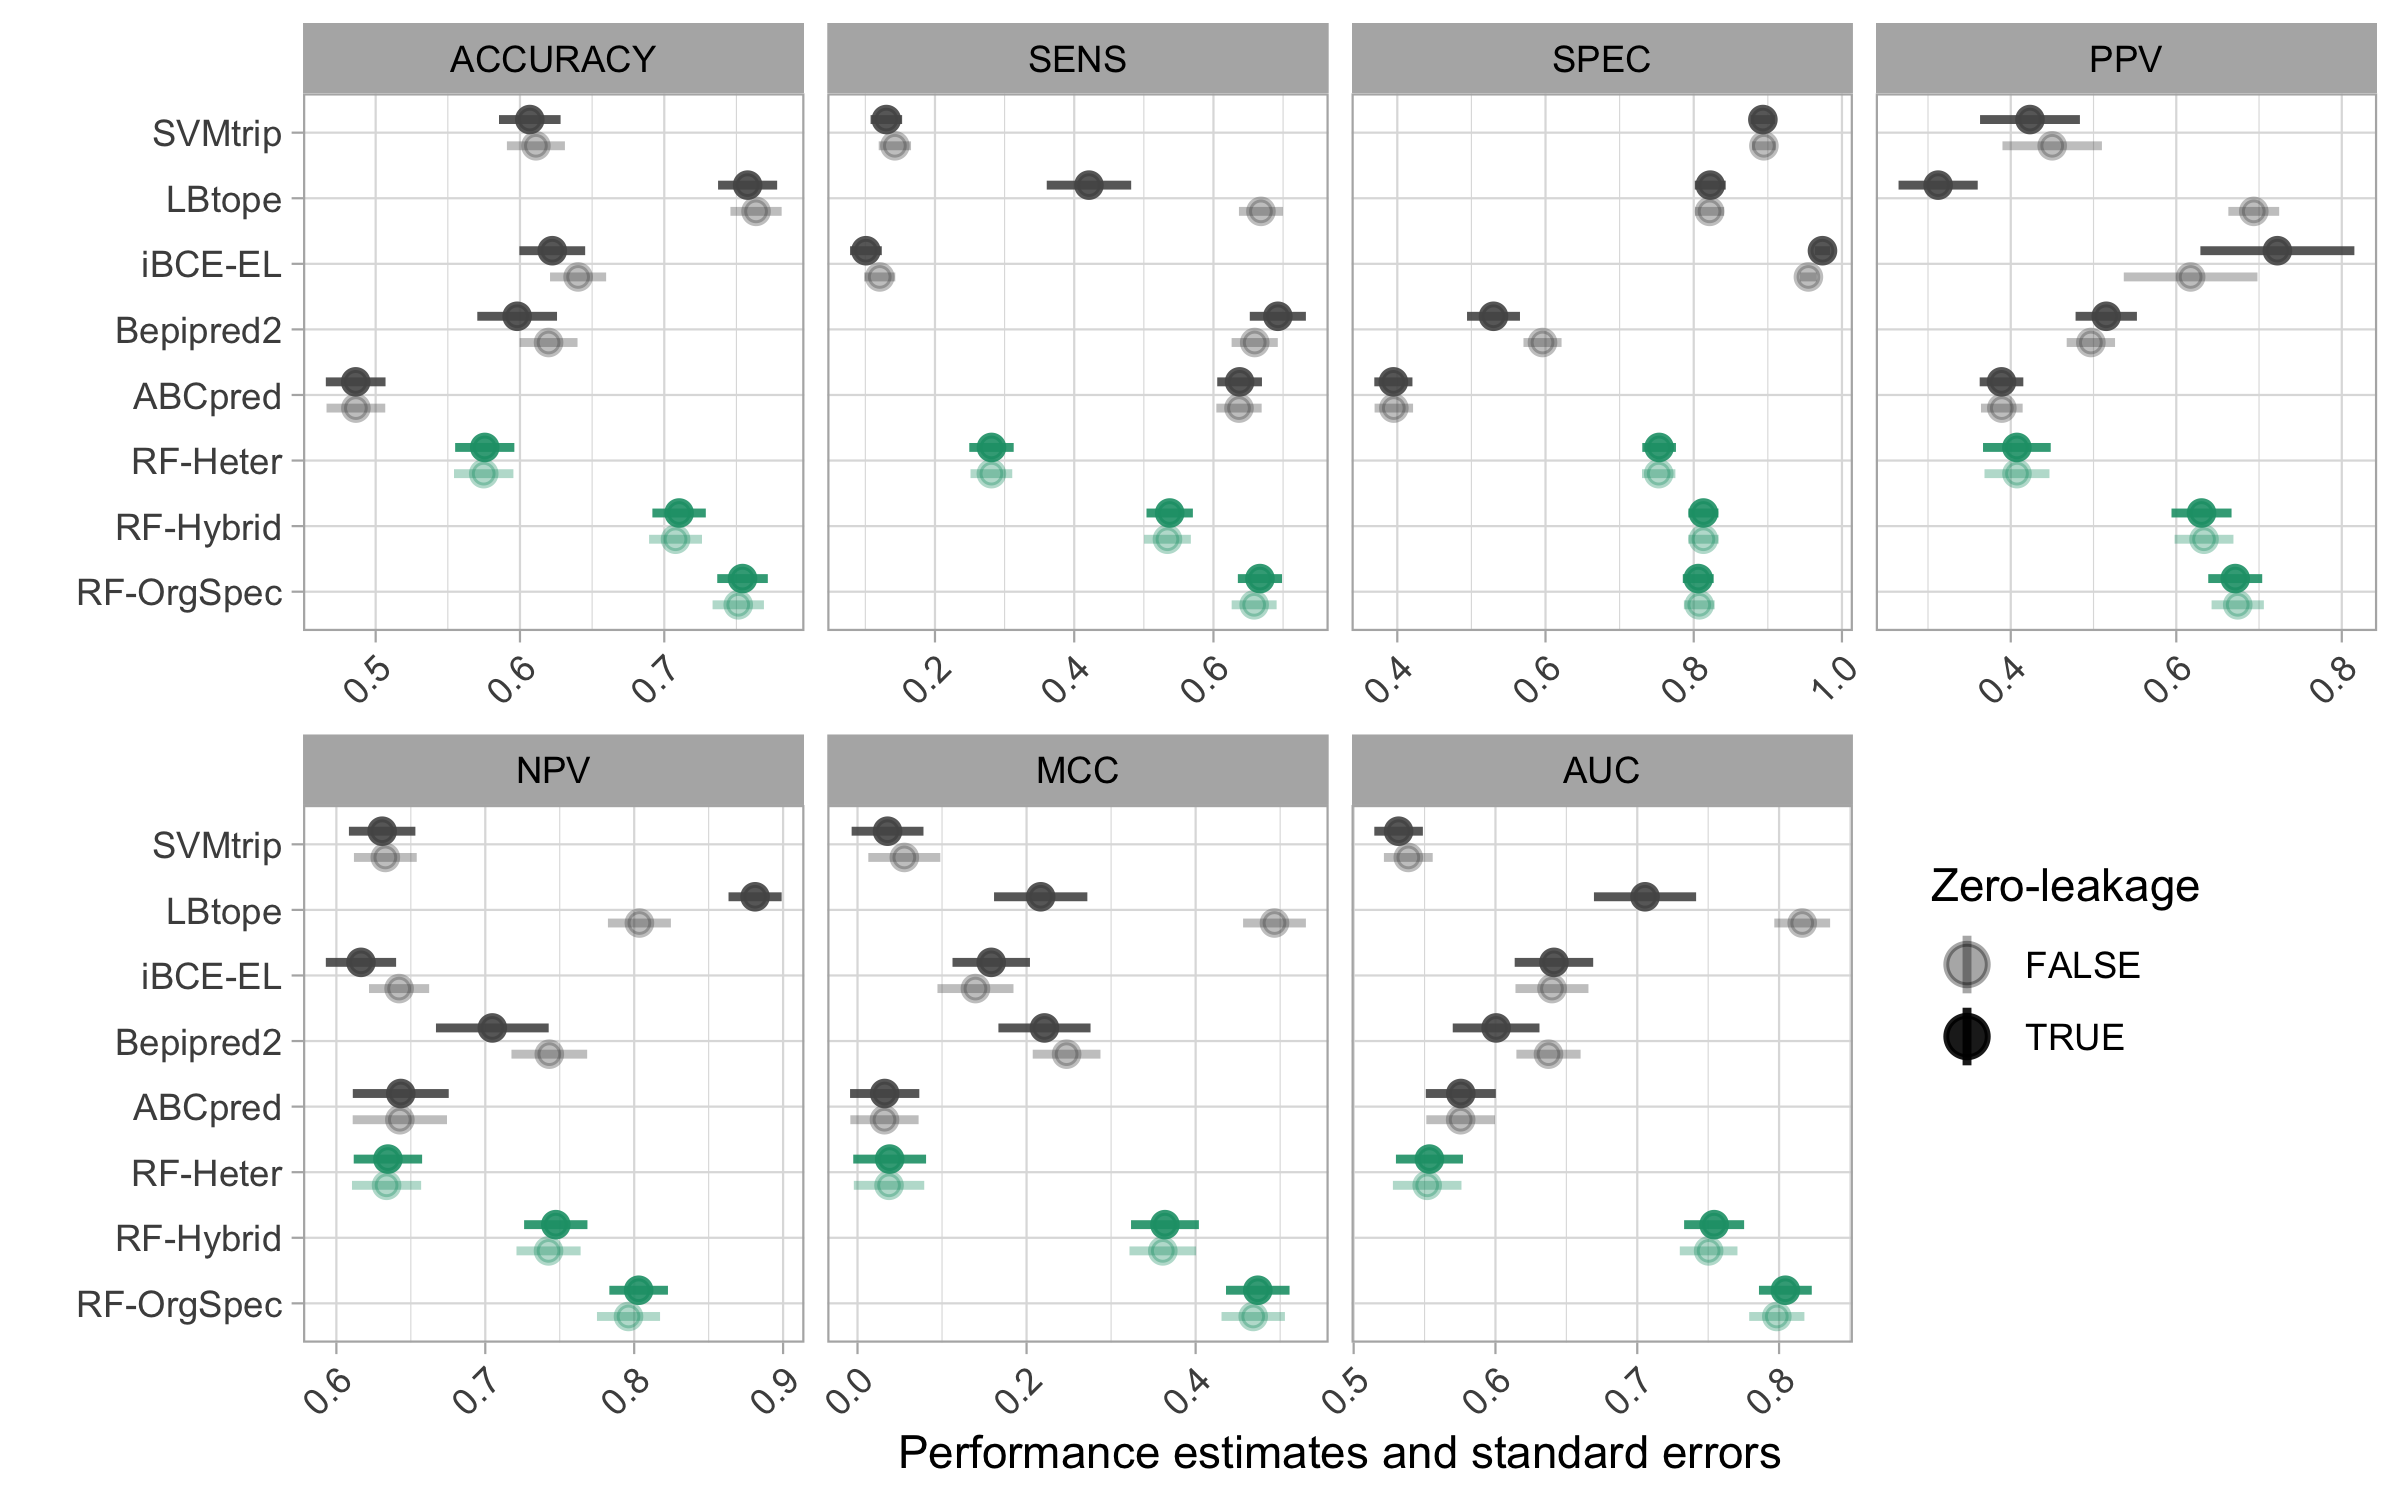 ACCURACY SENS SPEC PPV
SVMtrip
LBtope
iBCE-EL
Bepipred2
ABCpred
RF-Heter
RF-Hybrid
RF-OrgSpec
0.5 0.6 0.7 0.2 0.4 0.6 0.4 0.6 0.8 1.0 0.4 0.6 0.8
NPV MCC AUC
SVMtrip
LBtope
iBCE-EL
Bepipred2
ABCpred
RF-Heter
RF-Hybrid
RF-OrgSpec
0.6 0.7 0.8 0.9 0.0 0.2 0.4 0.5 0.6 0.7 0.8
Zero-leakage
FALSE
TRUE
Performance estimates and standard errors